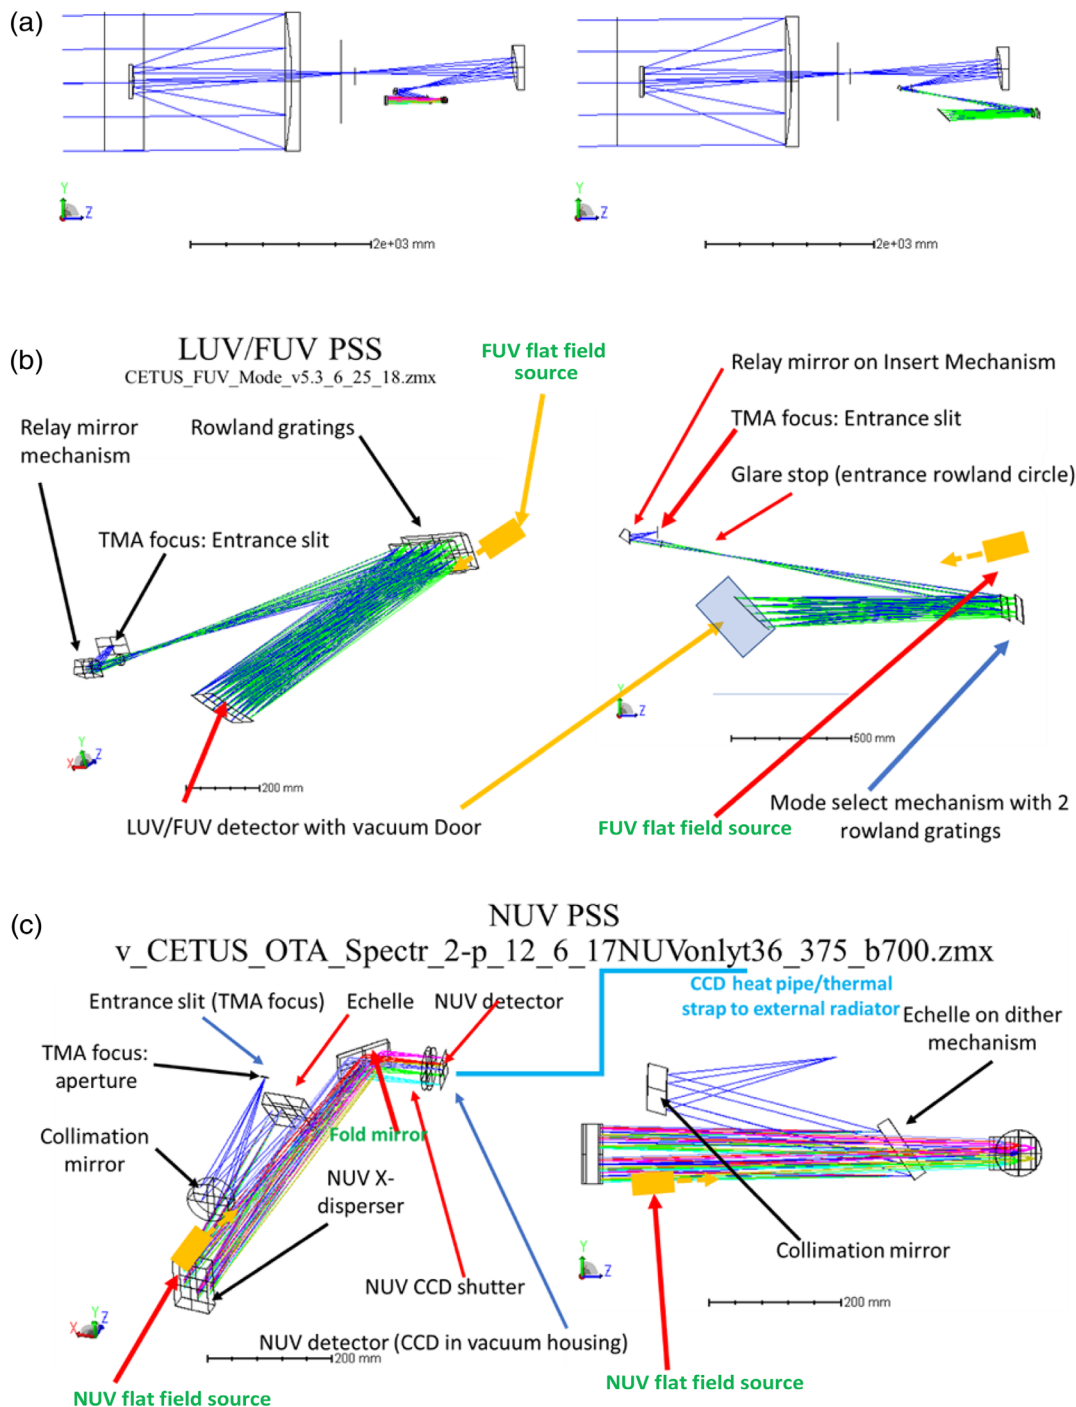 (a)
Y
Z
2e+03 mm
Y
Z
2e+03 mm
(b)
LUV/FUV PSS
CETUS_FUV_Mode_v5.3_6_25_18.zmx
FUV flat field
source
Relay mirror on Insert Mechanism
Relay mirror
mechanism
Rowland gratings
TMA focus: Entrance slit
Glare stop (entrance rowland circle)
TMA focus: Entrance slit
Y
Z
X
200 mm
Y
Z
500 mm
LUV/FUV detector with vacuum Door
FUV flat field source
Mode select mechanism with 2
rowland gratings
(c)
NUV PSS
v_CETUS_OTA_Spectr_2-p_12_6_17NUVonlyt36_375_b700.zmx
Entrance slit (TMA focus)
Echelle
NUV detector
CCD heat pipe/thermal
strap to external radiator
Echelle on dither
mechanism
TMA focus:
aperture
Collimation
mirror
Fold mirror
NUV X-
disperser
Collimation mirror
NUV CCD shutter
Y
Z
200 mm
X
Y
Z
NUV detector (CCD in vacuum housing)
200 mm
NUV flat field source
NUV flat field source